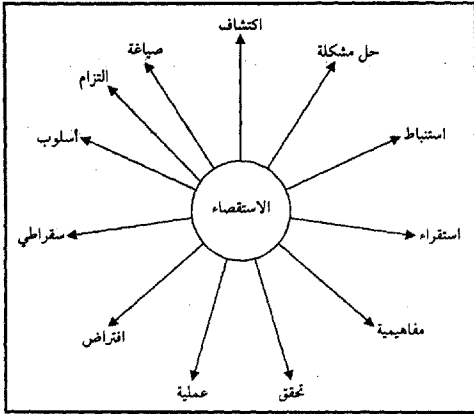 اكتشاف
حل مشكلة
صياغة
التزام
استنباط
أسلوب
الاستقصاء
استقراء
سقراطي
مفاهيمية
افتراض
تحقق
عملية